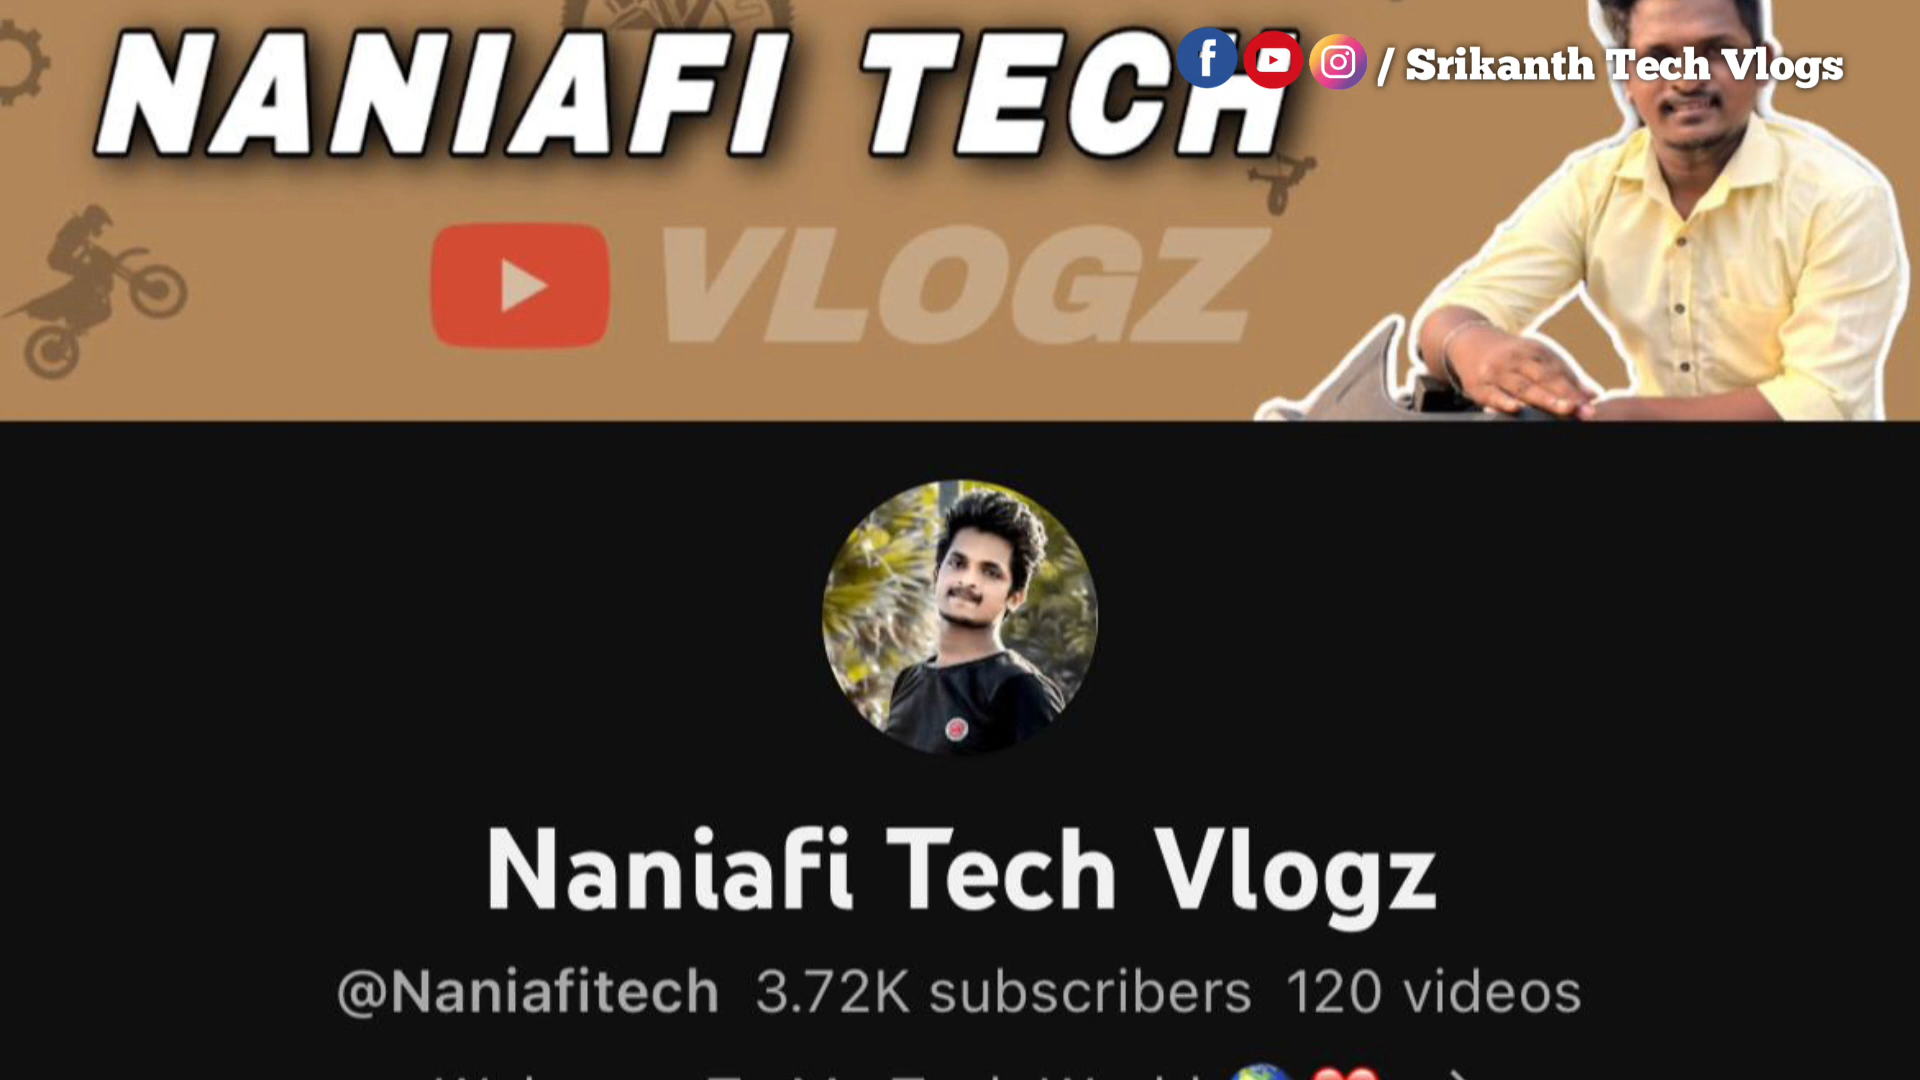 NANIAFI TECH
/ Srikanth Tech Vlogs
VLOGZ
Naniafi Tech Vlogz
@Naniafitech 3.72K subscribers 120 videos